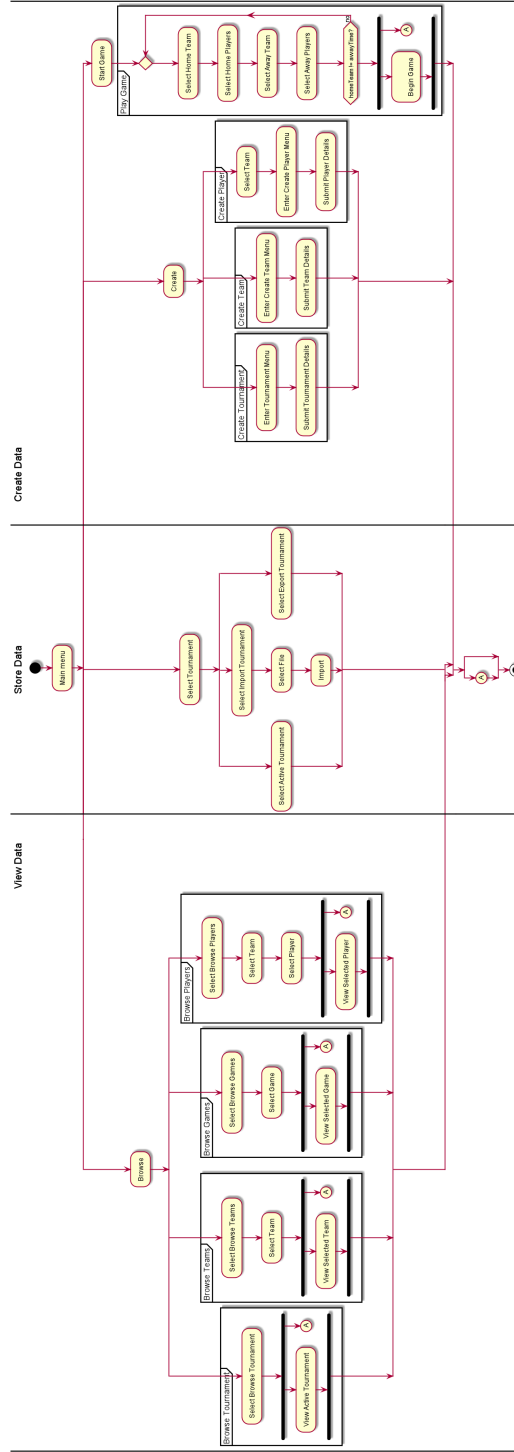 View Data
Store Data
Create Data
Main menu
Browse
Browse Tournament
Select Browse Tournament
A
View Active Tournament
Browse Teams
Select Browse Teams
Select Team
A
View Selected Team
Browse Games
Select Browse Games
Select Game
A
View Selected Game
Browse Players
Select Browse Players
Select Team
Select Player
A
View Selected Player
Select Tournament
Select Active Tournament
Select Import Tournament
Select File
Import
Select Export Tournament
A
Create
Create Tournament
Enter Tournament Menu
Submit Tournament Details
Create Team
Enter Create Team Menu
Submit Team Details
Create Player
Select Team
Enter Create Player Menu
Submit Player Details
Start Game
Play Game
Select Home Team
Select Home Players
Select Away Team
Select Away Players
homeTeam != awayTime?
no
A
Begin Game